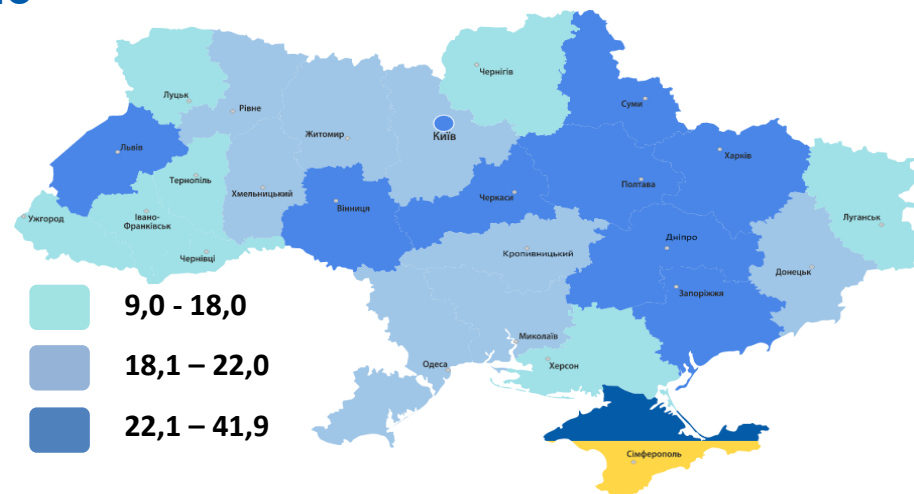 Чернігів
Луцьк
Рівне
Суми
Київ
Житомир
Львів
Харків
Тернопіль
Хмельницький
Полтава
Черкаси
Вінниця
Ужгород
Івано-
Франківськ
Луганськ
Дніпро
Чернівці
Кропивницький
Донецьк
Запоріжжя
9,0 - 18,0
Миколаїв
18,1 – 22,0
Одеса
Херсон
22,1 – 41,9
Сімферополь